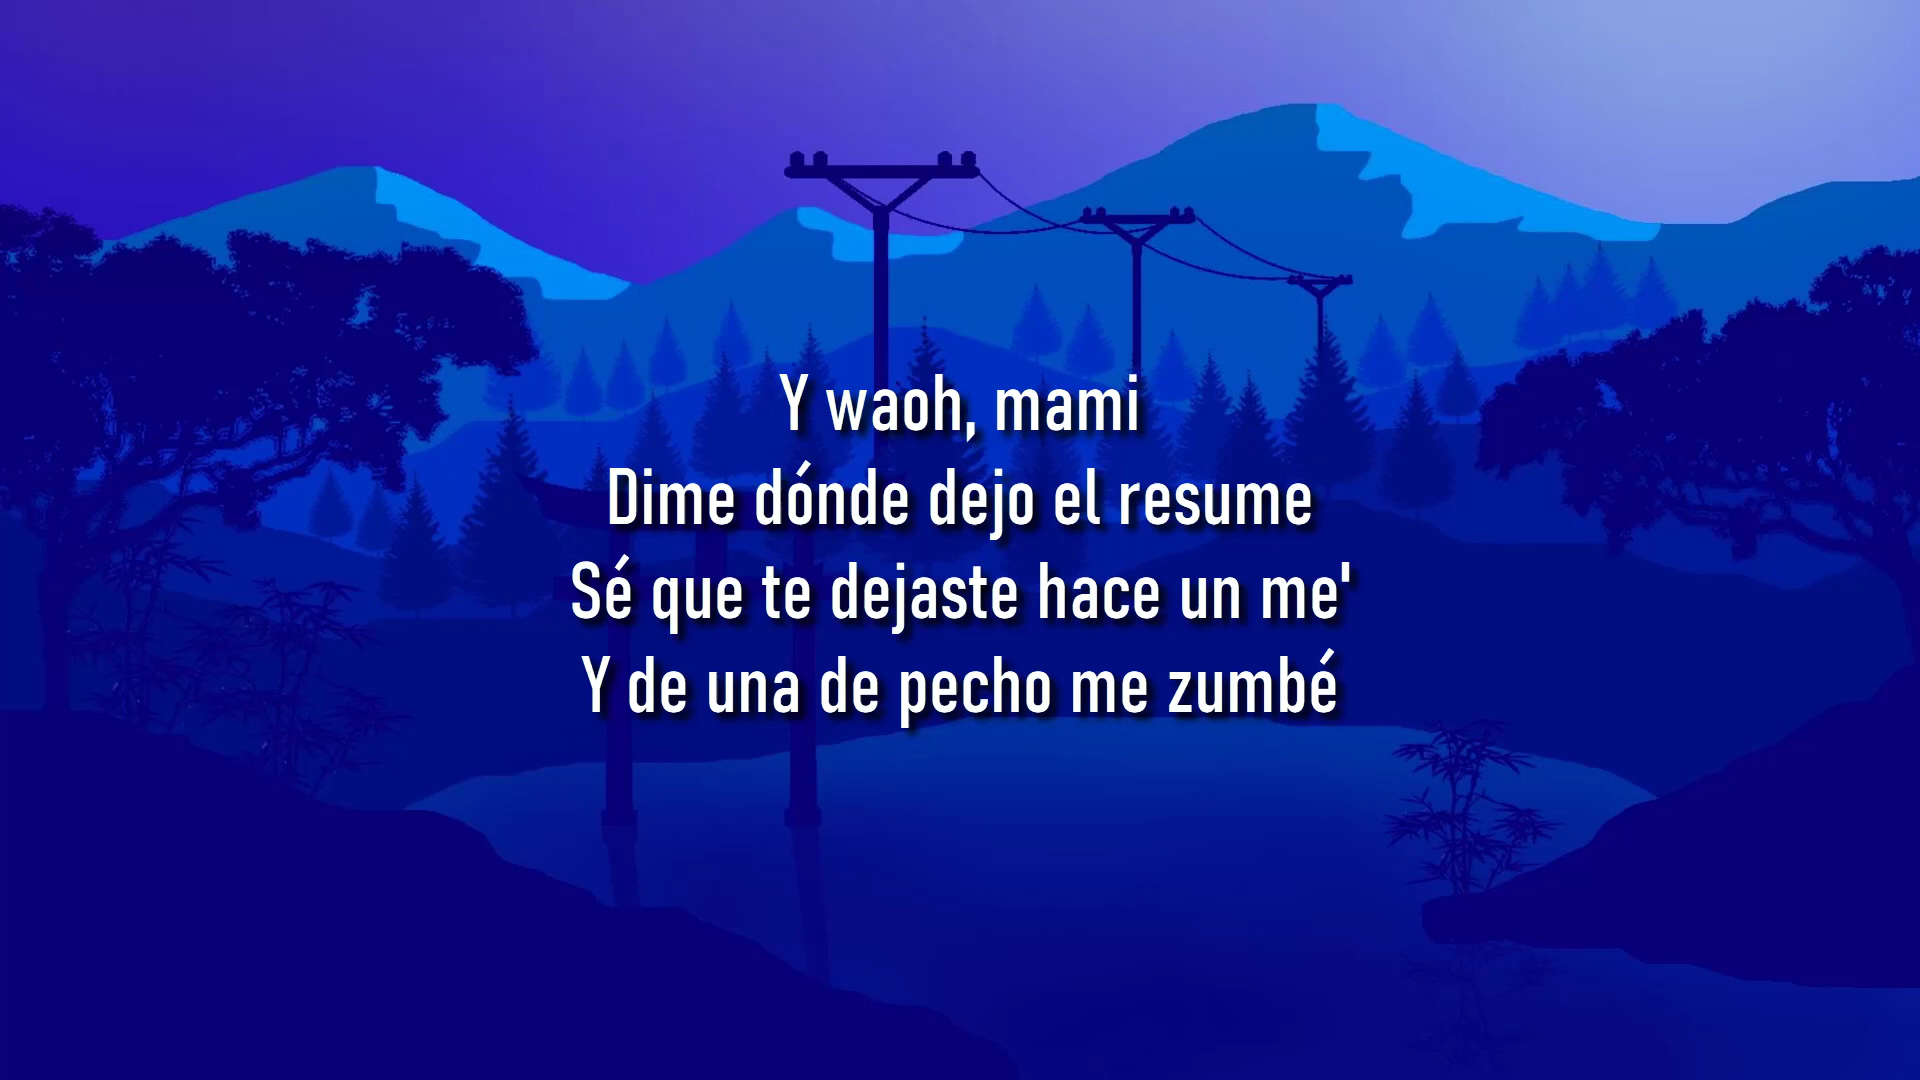 Y waoh, mami
Dime dónde dejo el resume
Sé que te dejaste hace un me'
Y de una de pecho me zumbé